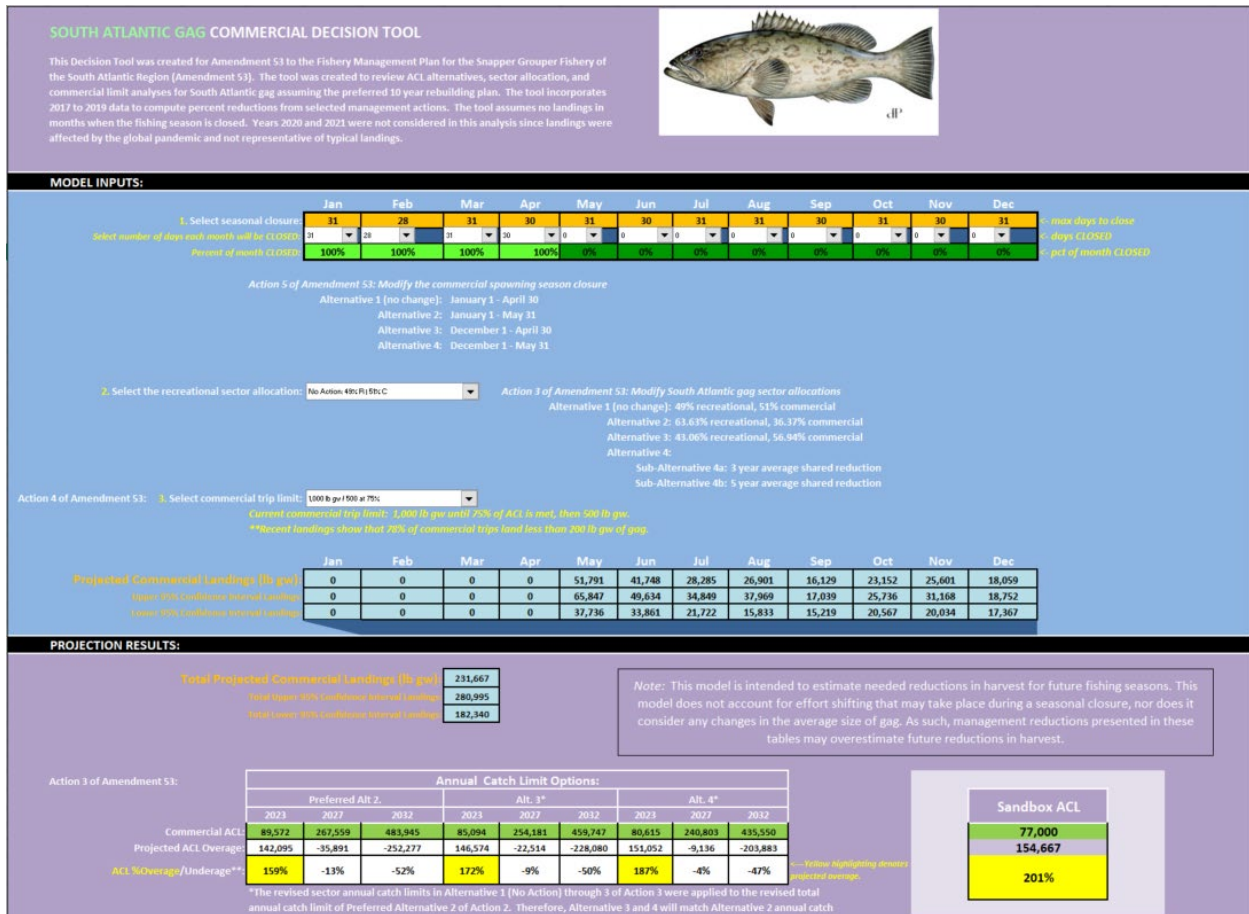 SOUTH ATLANTIC GAG COMMERCIAL DECISION TOOL
This Decision Tool was created for Amendment 53 to the Fishery Management Plan for the Snapper Grouper Fishery of
the South Atlantic Region (Amendment 53). The tool was created to review ACL alternatives, sector allocation, and
commercial limit analyses for South Atlantic gag assuming the preferred 10 year rebuilding plan. The tool incorporates
2017 to 2019 data to compute percent reductions from selected management actions. The tool assumes no landings in
months when the fishing season is closed. Years 2020 and 2021 were not considered in this analysis since landings were
affected by the global pandemic and not representative of typical landings.
dP
MODEL INPUTS:
Jan Feb Mar Apr May Jun Jul Aug Sep Oct Nov Dec
1. Select seasonal closure: 31 28 31 30 31 30 31 31 30 31 30 31 <- max days to close
Select number of days each month will be CLOSED: 31 28 31 30 0 0 0 0 0 0 0 0 <- days CLOSED
Percent of month CLOSED: 100% 100% 100% 100% 0% 0% 0% 0% 0% 0% 0% 0% <- pct of month CLOSED
Action 5 of Amendment 53: Modify the commercial spawning season closure
Alternative 1 (no change): January 1 - April 30
Alternative 2: January 1 - May 31
Alternative 3: December 1 - April 30
Alternative 4: December 1 - May 31
2. Select the recreational sector allocation: No Action: 49% R | 51% C Action 3 of Amendment 53: Modify South Atlantic gag sector allocations
Alternative 1 (no change): 49% recreational, 51% commercial
Alternative 2: 63.63% recreational, 36.37% commercial
Alternative 3: 43.06% recreational, 56.94% commercial
Alternative 4:
Sub-Alternative 4a: 3 year average shared reduction
Sub-Alternative 4b: 5 year average shared reduction
Action 4 of Amendment 53: 3. Select commercial trip limit: 1,000 lb gw / 500 at 75%
Current commercial trip limit: 1,000 lb gw until 75% of ACL is met, then 500 lb gw.
**Recent landings show that 78% of commercial trips land less than 200 lb gw of gag.
Jan Feb Mar Apr May Jun Jul Aug Sep Oct Nov Dec
Projected Commercial Landings (lb gw): 0 0 0 0 51,791 41,748 28,285 26,901 16,129 23,152 25,601 18,059
Upper 95% Confidence Interval Landings: 0 0 0 0 65,847 49,634 34,849 37,969 17,039 25,736 31,168 18,752
Lower 95% Confidence Interval Landings: 0 0 0 0 37,736 33,861 21,722 15,833 15,219 20,567 20,034 17,367
PROJECTION RESULTS:
Total Projected Commercial Landings (lb gw): 231,667
Total Upper 95% Confidence Interval Landings: 280,995
Total Lower 95% Confidence Interval Landings: 182,340
Note: This model is intended to estimate needed reductions in harvest for future fishing seasons. This
model does not account for effort shifting that may take place during a seasonal closure, nor does it
consider any changes in the average size of gag. As such, management reductions presented in these
tables may overestimate future reductions in harvest.
Action 3 of Amendment 53: Annual Catch Limit Options:
Preferred Alt 2. Alt. 3* Alt. 4*
2023 2027 2032 2023 2027 2032 2023 2027 2032
Commercial ACL: 89,572 267,559 483,945 85,094 254,181 459,747 80,615 240,803 435,550
Projected ACL Overage: 142,095 -35,891 -252,277 146,574 -22,514 -228,080 151,052 -9,136 -203,883
ACL %Overage/Underage**: 159% -13% -52% 172% -9% -50% 187% -4% -47% <---Yellow highlighting denotes
projected overage.
Sandbox ACL
77,000
154,667
201%
*The revised sector annual catch limits in Alternative 1 (No Action) through 3 of Action 3 were applied to the revised total
annual catch limit of Preferred Alternative 2 of Action 2. Therefore, Alternative 3 and 4 will match Alternative 2 annual catch